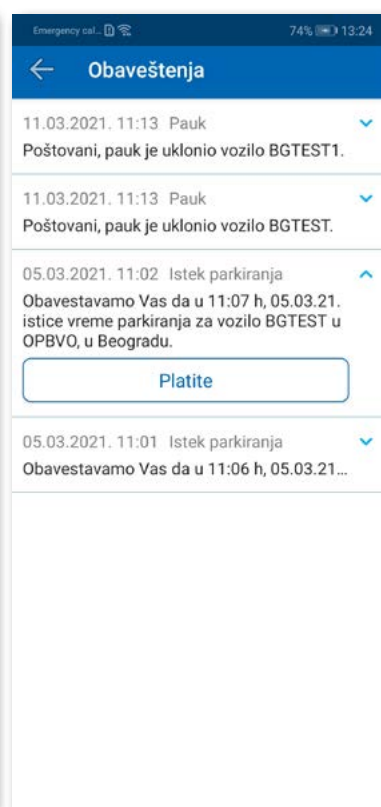 Emergency cal...
74% 13:24
Obaveštenja
11.03.2021. 11:13 Pauk
Poštovani, pauk je uklonio vozilo BGTEST1.
11.03.2021. 11:13 Pauk
Poštovani, pauk je uklonio vozilo BGTEST.
05.03.2021. 11:02 Istek parkiranja
Obavestavamo Vas da u 11:07 h, 05.03.21.
istice vreme parkiranja za vozilo BGTEST u
OPBVO, u Beogradu.
Platite
05.03.2021. 11:01 Istek parkiranja
Obavestavamo Vas da u 11:06 h, 05.03.21...